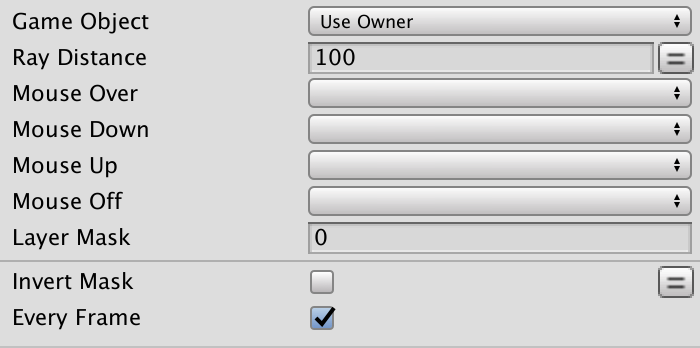 Game Object Use Owner
Ray Distance 100 =
Mouse Over
Mouse Down
Mouse Up
Mouse Off
Layer Mask 0
Invert Mask =
Every Frame